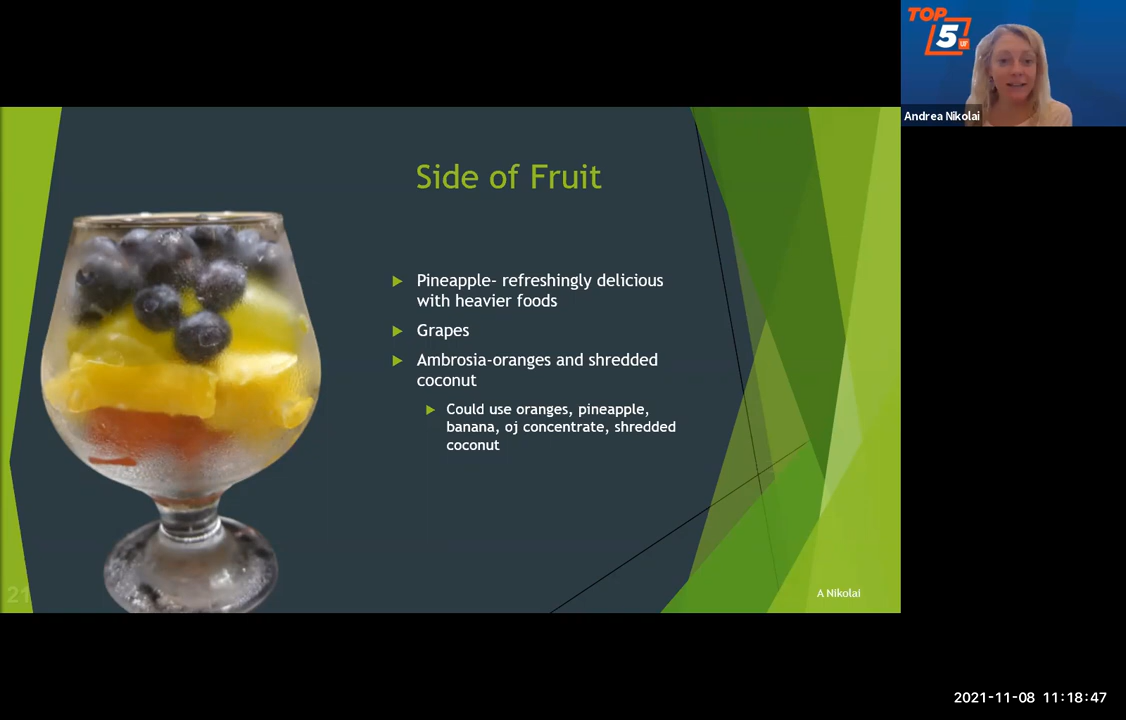 TOP
5
Andrea Nikolai
Side of Fruit
Pineapple- refreshingly delicious
with heavier foods
Grapes
Ambrosia-oranges and shredded
coconut
Could use oranges, pineapple,
banana, oj concentrate, shredded
coconut
21
A Nikolai
2021-11-08 11:18:47